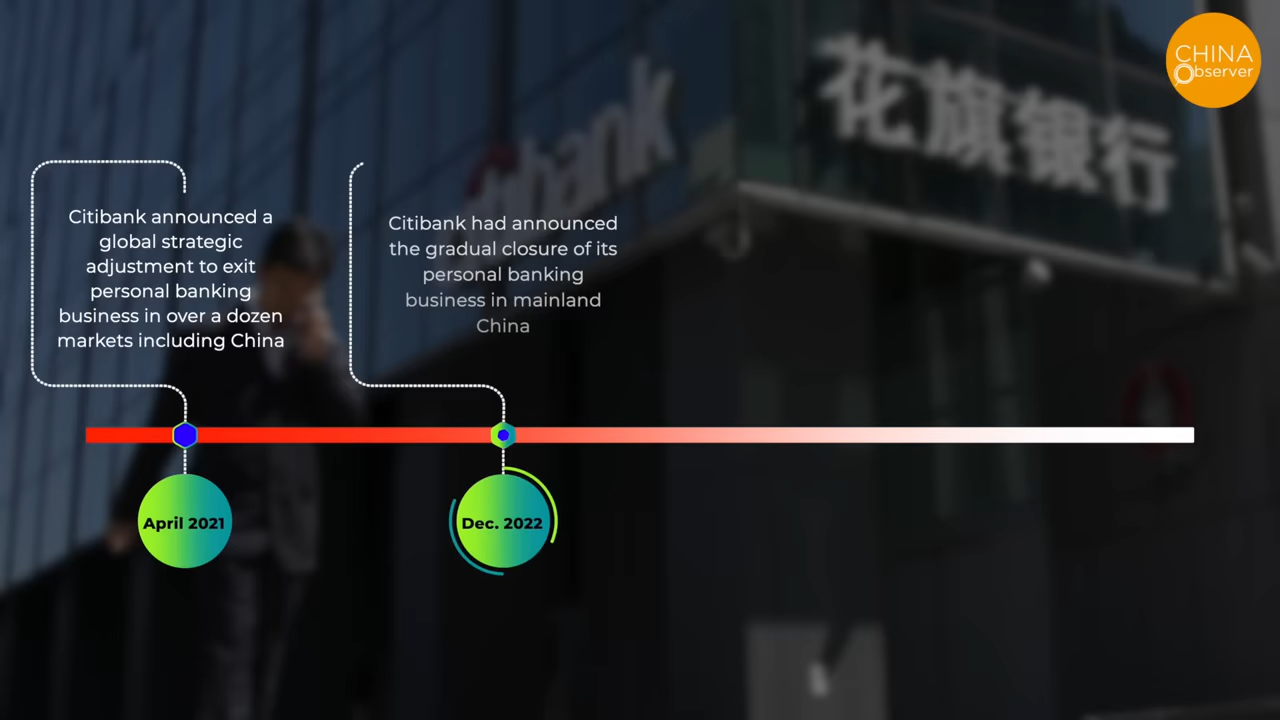 CHINA
Observer
花旗银行
bank
Citibank announced a
global strategic
adjustment to exit
personal banking
business in over a dozen
markets including China
Citibank had announced
the gradual closure of its
personal banking
business in mainland
China
April 2021
Dec. 2022